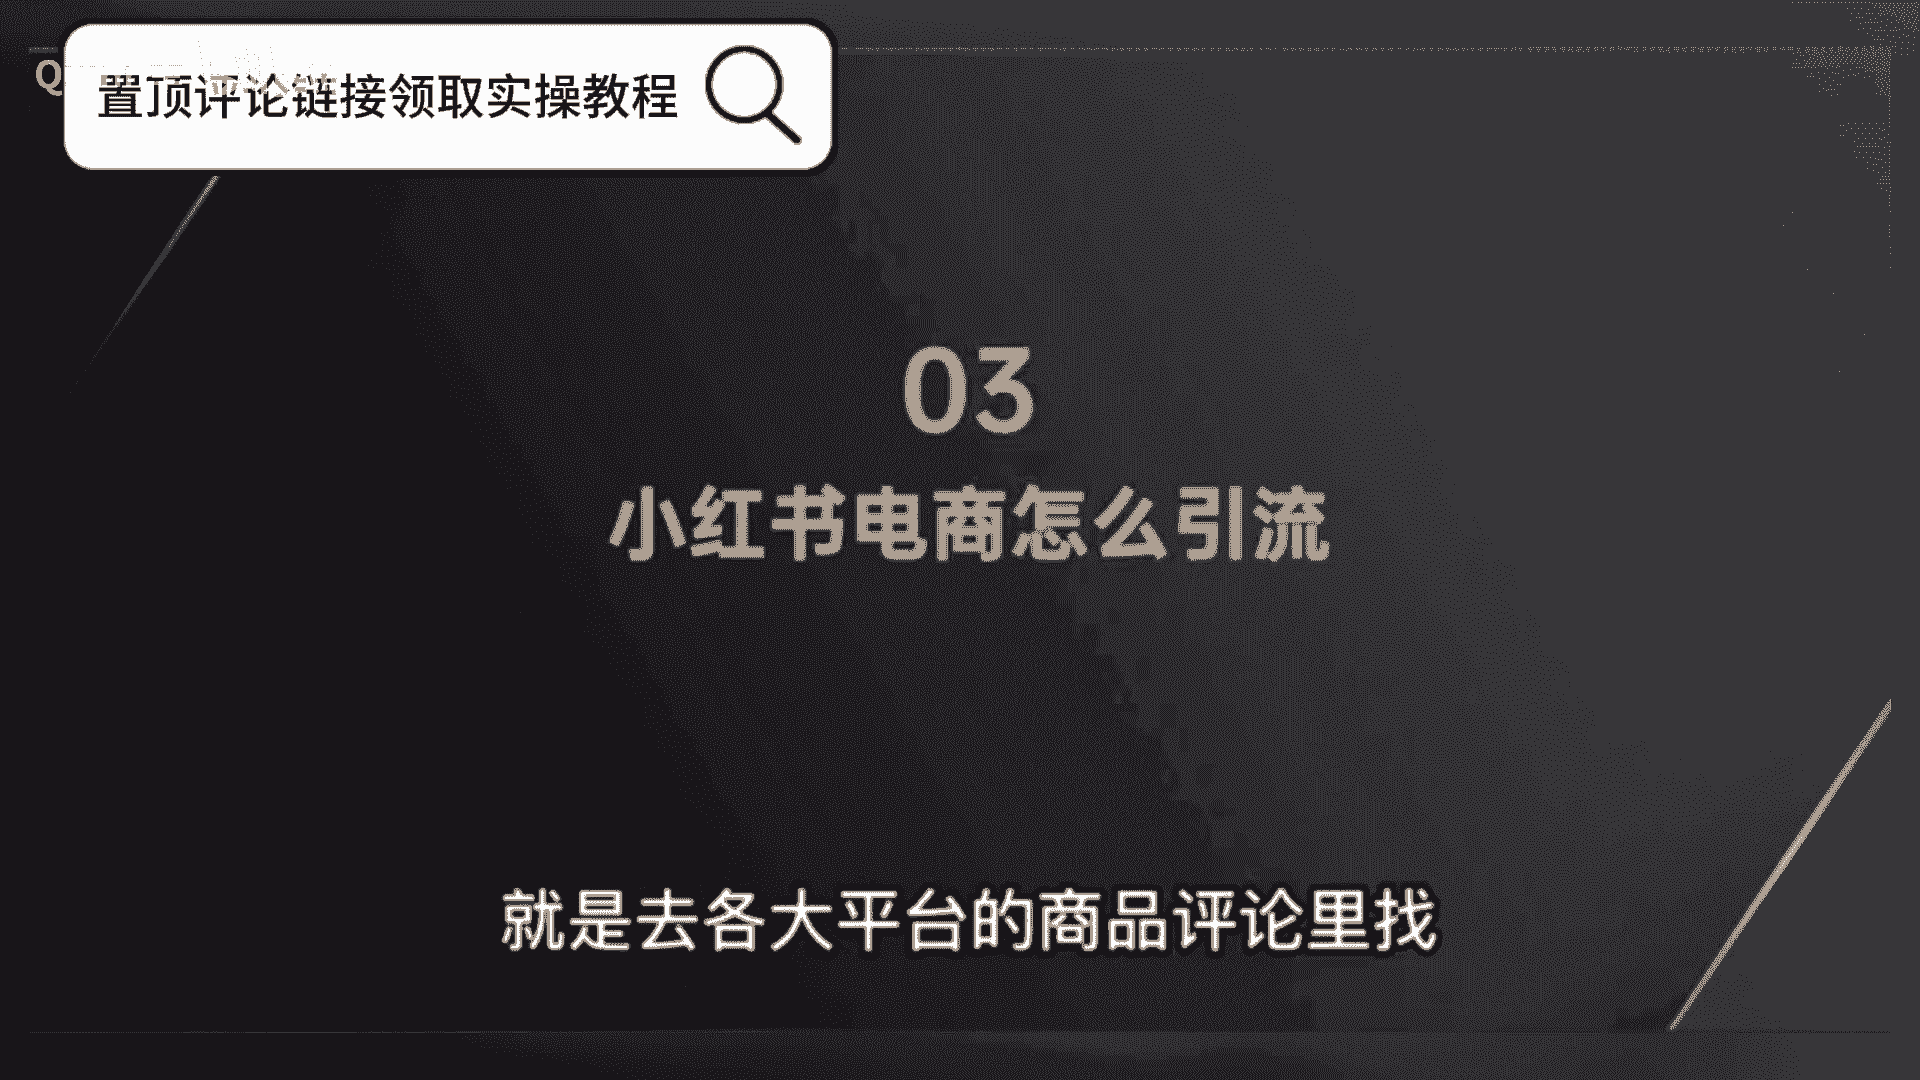 置顶评论链接领取实操教程
03
小红书电商怎么引流
就是去各大平台的商品评论里找